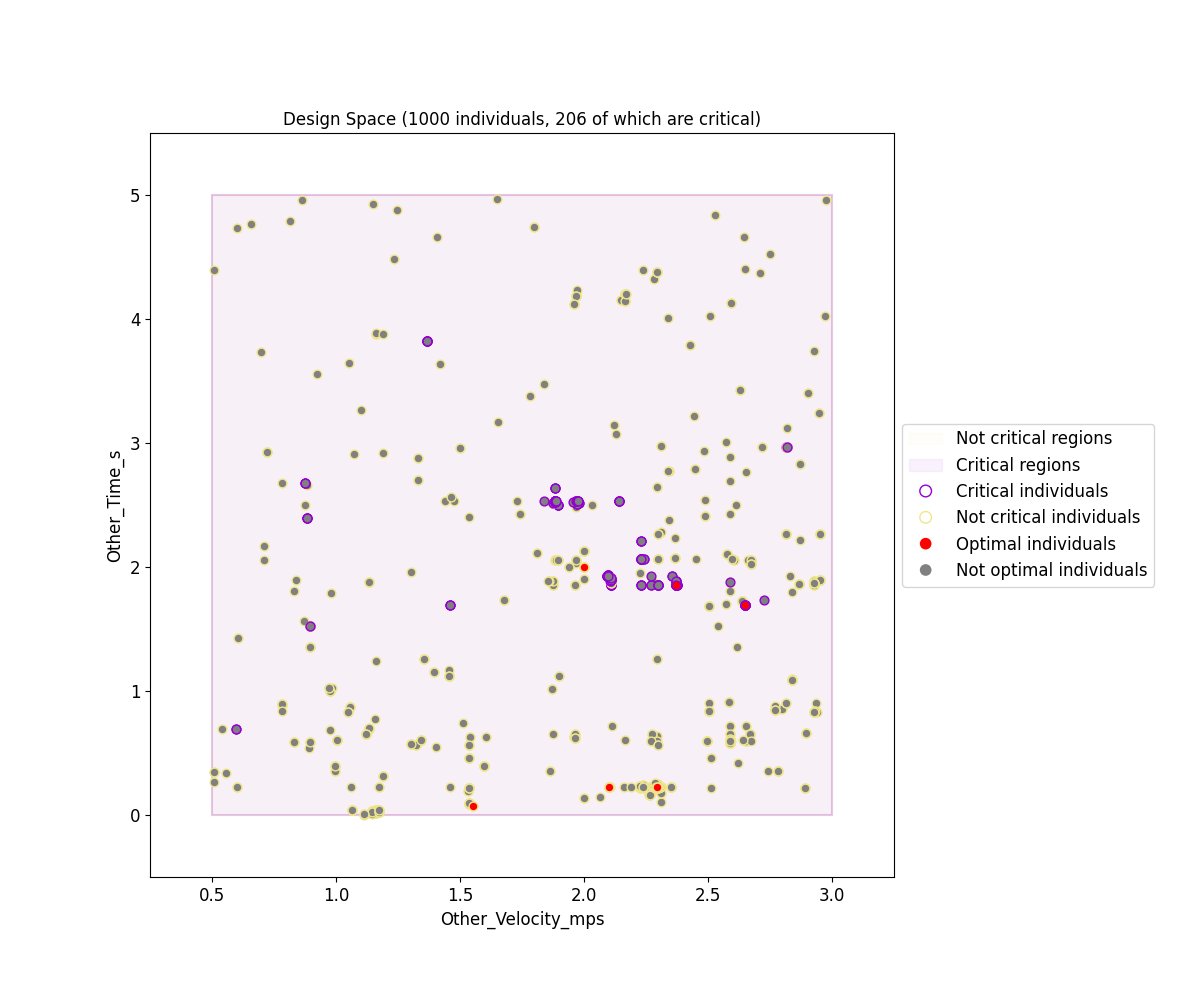 Design Space (1000 individuals, 206 of which are critical)
5
4
3
2
1
0
Other_Time_s
0.5 1.0 1.5 2.0 2.5 3.0
Other_Velocity_mps
Not critical regions
Critical regions
Critical individuals
Not critical individuals
Optimal individuals
Not optimal individuals